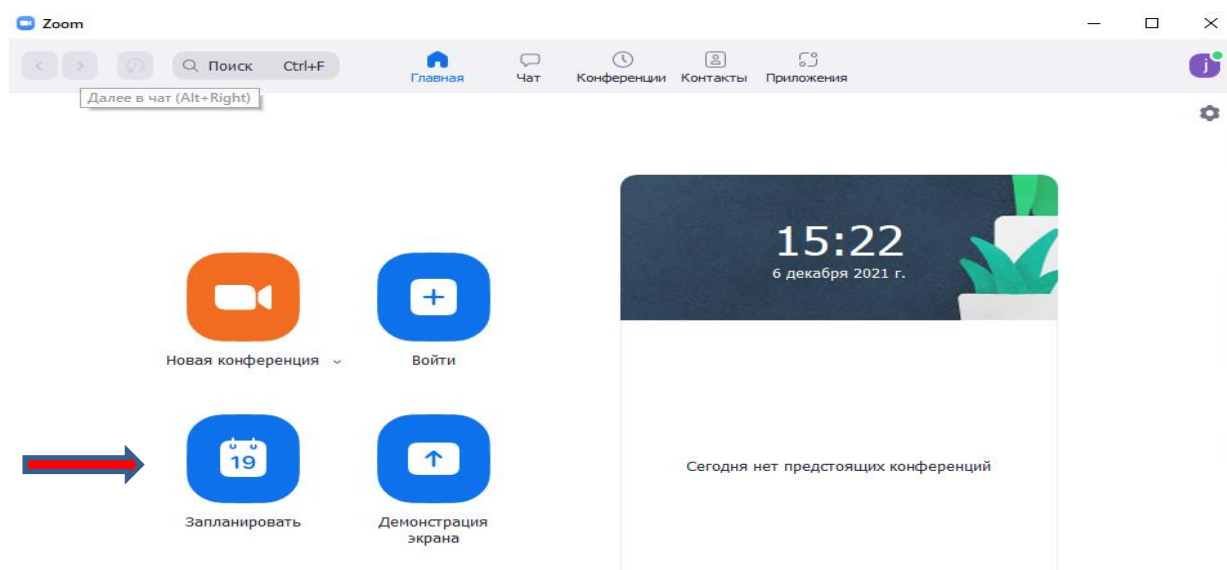 Zoom
Поиск Ctrl+F
Главная
Чат
Конференции
Контакты
Приложения
j
Далее в чат (Alt+Right)
15:22
6 декабря 2021 г.
Новая конференция
Войти
19
Запланировать
Демонстрация
экрана
Сегодня нет предстоящих конференций